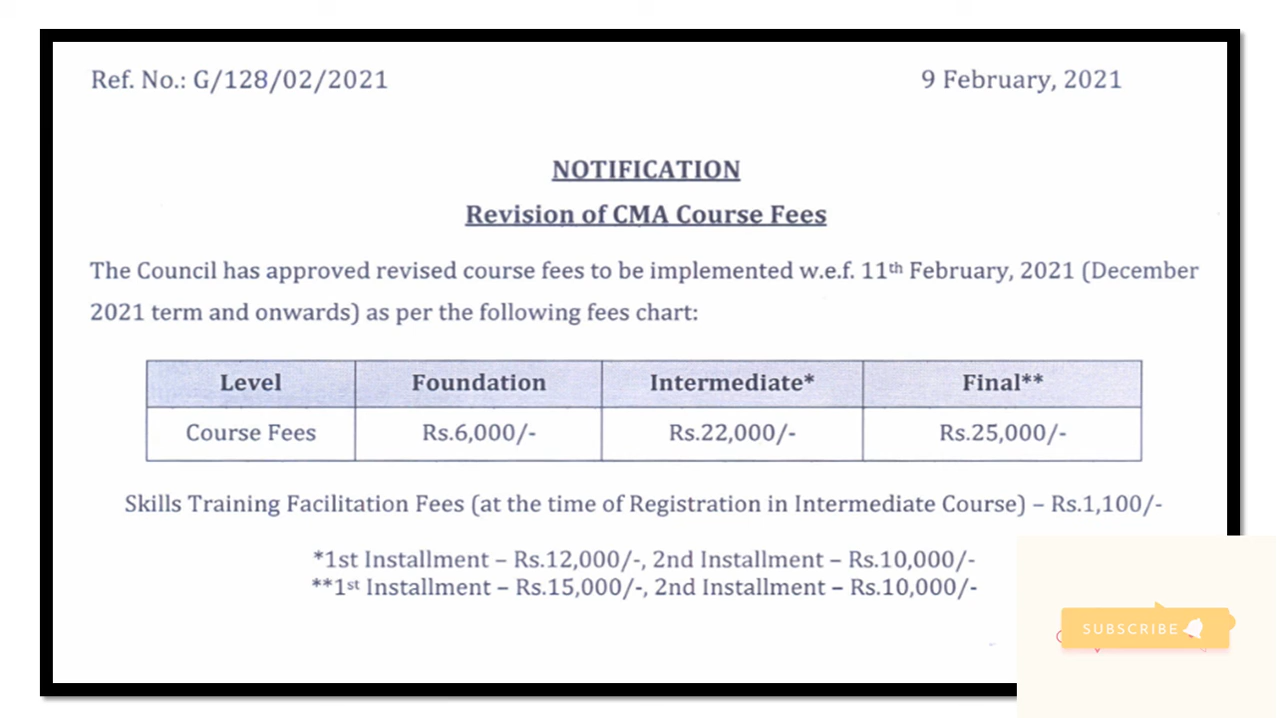 Ref. No.: G/128/02/2021 9 February, 2021
NOTIFICATION
Revision of CMA Course Fees
The Council has approved revised course fees to be implemented w.e.f. 11th February, 2021 (December
2021 term and onwards) as per the following fees chart:
Level Foundation Intermediate* Final**
Course Fees Rs.6,000/- Rs.22,000/- Rs.25,000/-
Skills Training Facilitation Fees (at the time of Registration in Intermediate Course) – Rs.1,100/-
*1st Installment – Rs.12,000/-, 2nd Installment – Rs.10,000/-
**1st Installment – Rs.15,000/-, 2nd Installment – Rs.10,000/-
SUBSCRIBE